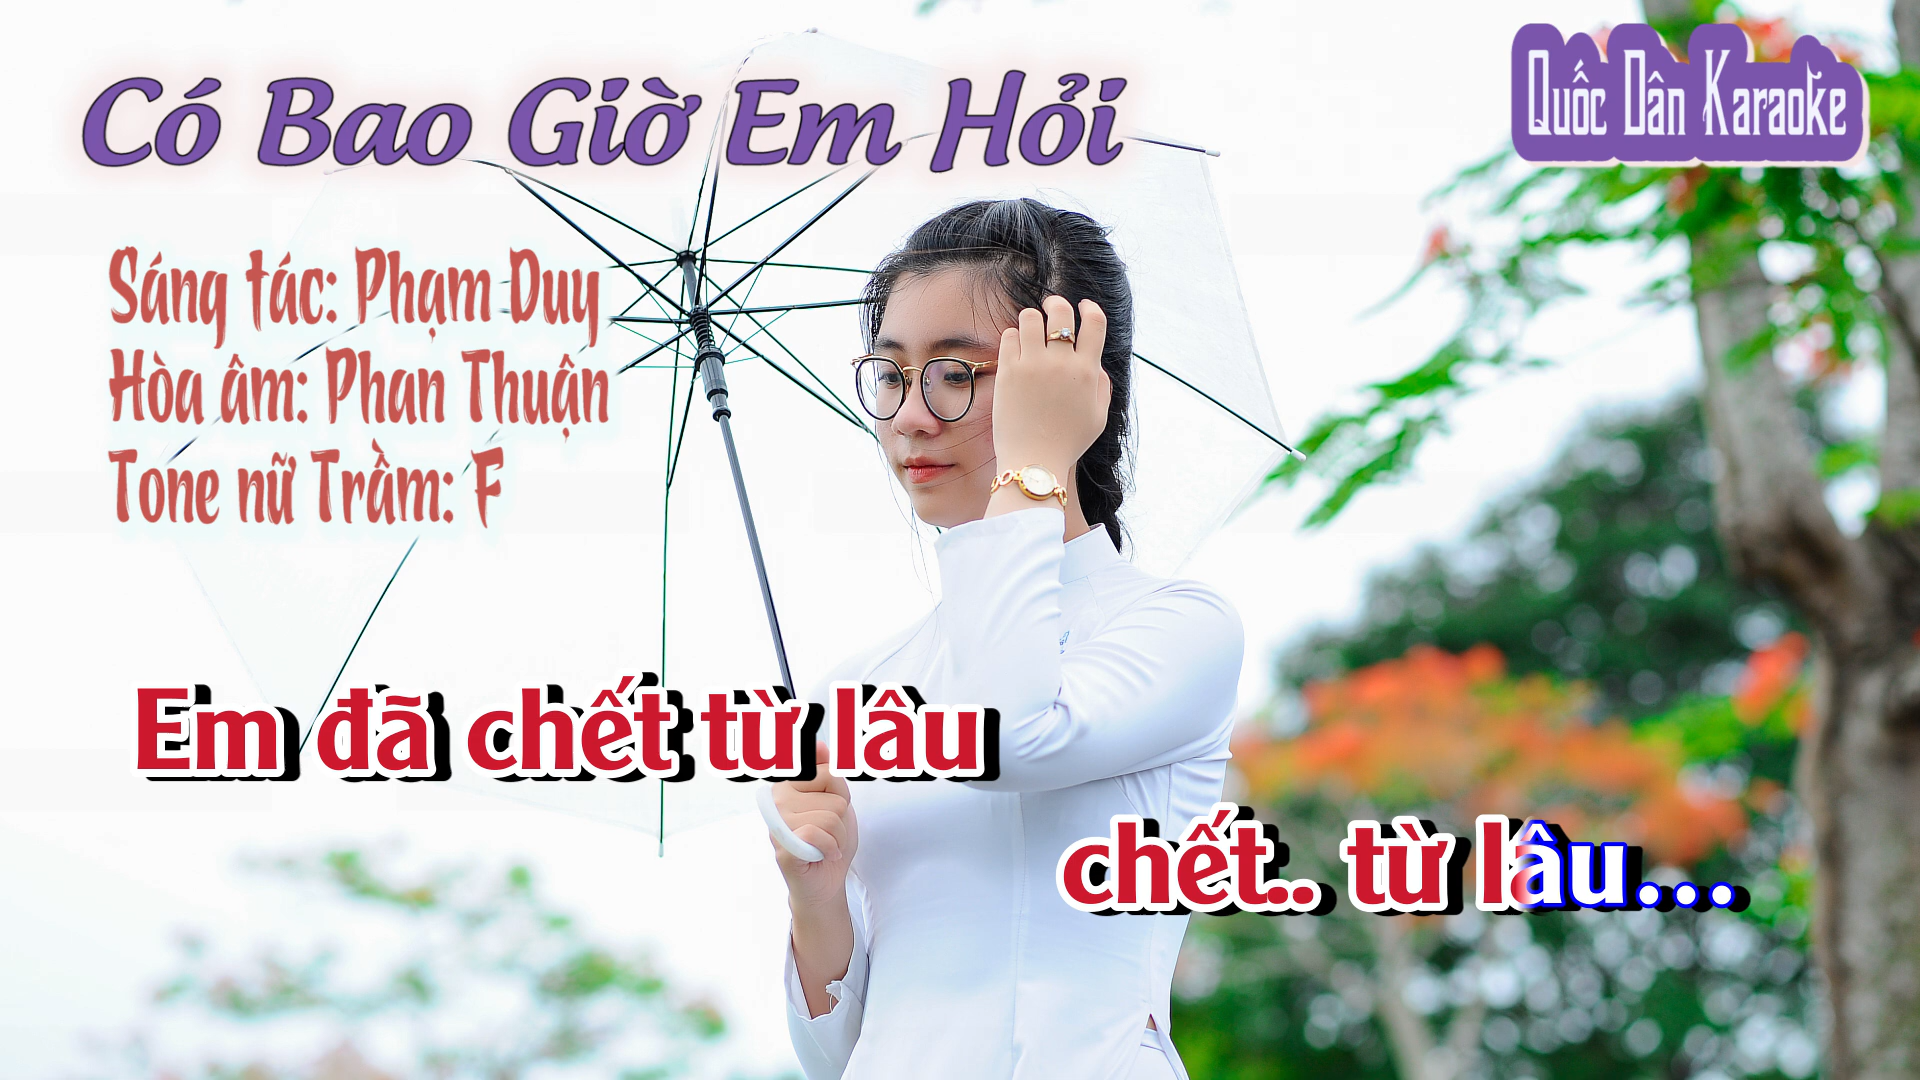 Có Bao Giờ Em Hỏi
Quốc Dân Karaoke
Sáng tác: Phạm Duy
Hòa âm: Phan Thuận
Tone nữ Trầm: F
Em đã chết từ lâu
chết.. từ lâu...